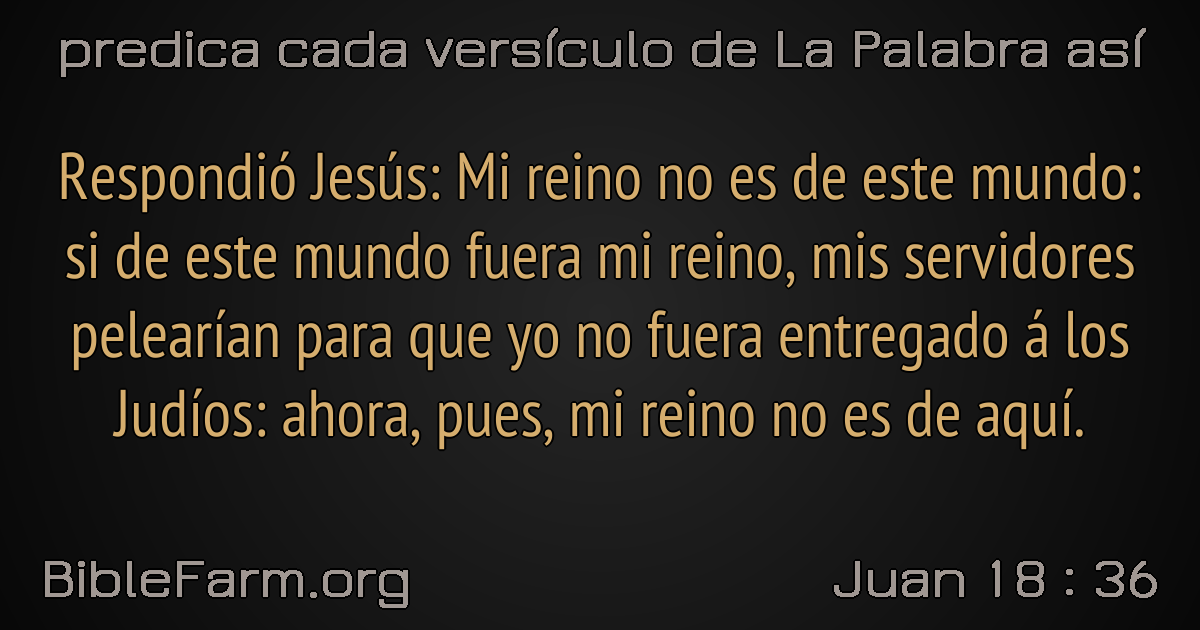 predica cada versículo de La Palabra así
Respondió Jesús: Mi reino no es de este mundo:
si de este mundo fuera mi reino, mis servidores
pelearían para que yo no fuera entregado á los
Judíos: ahora, pues, mi reino no es de aquí.
BibleFarm.org
Juan 18 : 36